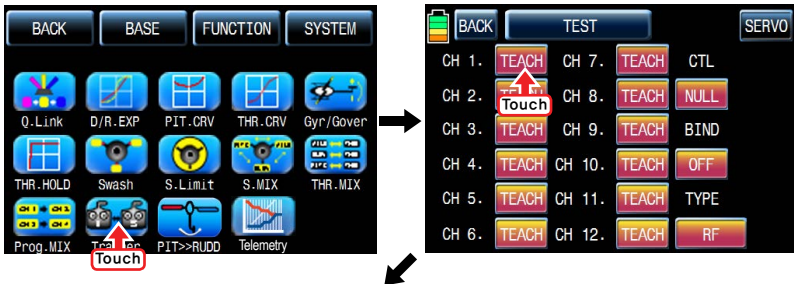 BACK BASE FUNCTION SYSTEM
Q.Link D/R.EXP PIT.CRV THR.CRV Gyr/Gover
THR.HOLD Swash S.Limit S.MIX THR.MIX
Prog.MIX PIT>>RUDD Telemetry
Touch
BACK TEST SERVO
CH 1. TEACH CH 7. TEACH CTL
CH 2. CH 8. TEACH NULL
Touch
CH 3. TEACH CH 9. TEACH BIND
CH 4. TEACH CH 10. TEACH OFF
CH 5. TEACH CH 11. TEACH TYPE
CH 6. TEACH CH 12. TEACH RF